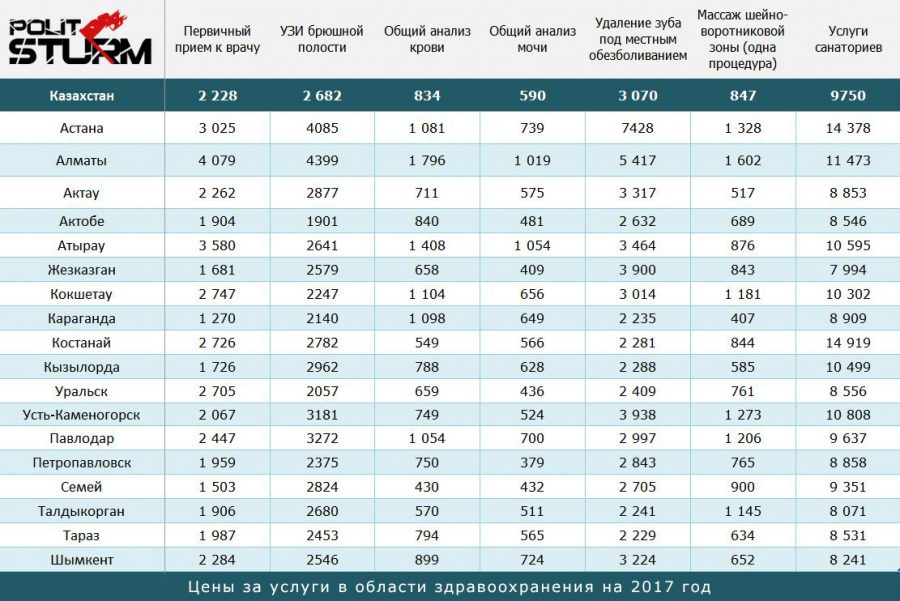 POLIT
STURM
Первичный прием к врачу
УЗИ брюшной полости
Общий анализ крови
Общий анализ мочи
Удаление зуба под местным обезболиванием
Массаж шейно-воротниковой зоны (одна процедура)
Услуги санаториев
Казахстан 2 228 2 682 834 590 3 070 847 9750
Астана 3 025 4085 1 081 739 7428 1 328 14 378
Алматы 4 079 4399 1 796 1 019 5 417 1 602 11 473
Актау 2 262 2877 711 575 3 317 517 8 853
Актобе 1 904 1901 840 481 2 632 689 8 546
Атырау 3 580 2641 1 408 1 054 3 464 876 10 595
Жезказган 1 681 2579 658 409 3 900 843 7 994
Кокшетау 2 747 2247 1 104 656 3 014 1 181 10 302
Караганда 1 270 2140 1 098 649 2 235 407 8 909
Костанай 2 726 2782 549 566 2 281 844 14 919
Кызылорда 1 726 2962 788 628 2 288 585 10 499
Уральск 2 705 2057 659 436 2 409 761 8 556
Усть-Каменогорск 2 067 3181 749 524 3 938 1 273 10 808
Павлодар 2 447 3272 1 054 700 2 997 1 206 9 637
Петропавловск 1 959 2375 750 379 2 843 765 8 858
Семей 1 503 2824 430 432 2 705 900 9 351
Талдыкорган 1 906 2680 570 511 2 241 1 145 8 071
Тараз 1 987 2453 794 565 2 229 634 8 531
Шымкент 2 284 2546 899 724 3 224 652 8 241
Цены за услуги в области здравоохранения на 2017 год